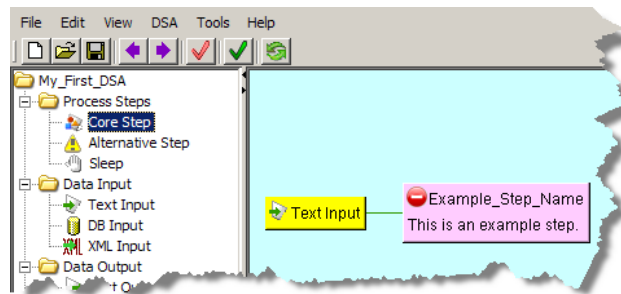 File Edit View DSA Tools Help
My_First_DSA
Process Steps
Core Step
Alternative Step
Sleep
Data Input
Text Input
DB Input
XML Input
Data Output
Text Input
Example_Step_Name
This is an example step.